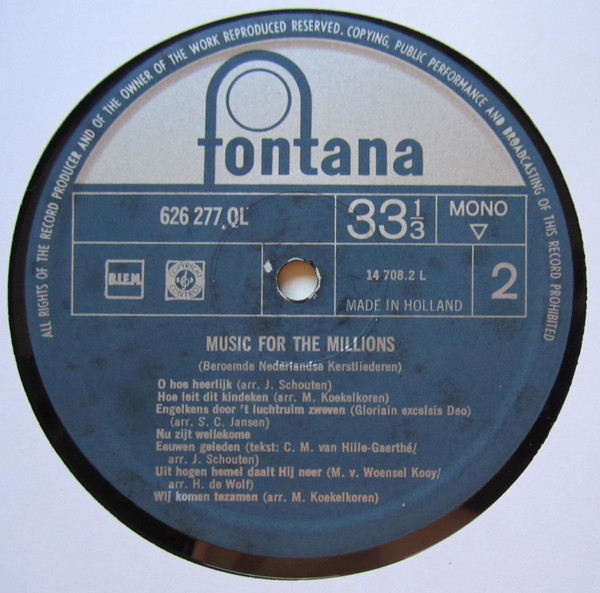 ALL RIGHTS OF THE RECORD PRODUCER AND OF THE OWNER OF THE WORK REPRODUCED RESERVED. COPYING, PUBLIC PERFORMANCE AND BROADCASTING OF THIS RECORD PROHIBITED
fontana
626 277 QL
33 1/3
MONO
B.I.E.M.
COPYRIGHT CONTROL
14 708.2 L
MADE IN HOLLAND
2
MUSIC FOR THE MILLIONS
(Beroemde Nederlandse Kerstliederen)
O hoe heerlijk (arr. J. Schouten)
Hoe leit dit kindeken (arr. M. Koekelkoren)
Engelkens door 't luchtruim zweven (Gloriain excelsis Deo)
(arr. S. C. Jansen)
Nu zijt wellekome
Eeuwen geleden (tekst: C. M. van Hille-Gaerthé/
arr. J. Schouten)
Uit hogen hemel daalt Hij neer (M. v. Woensel Kooy/
arr. H. de Wolf)
Wij komen tezamen (arr. M. Koekelkoren)